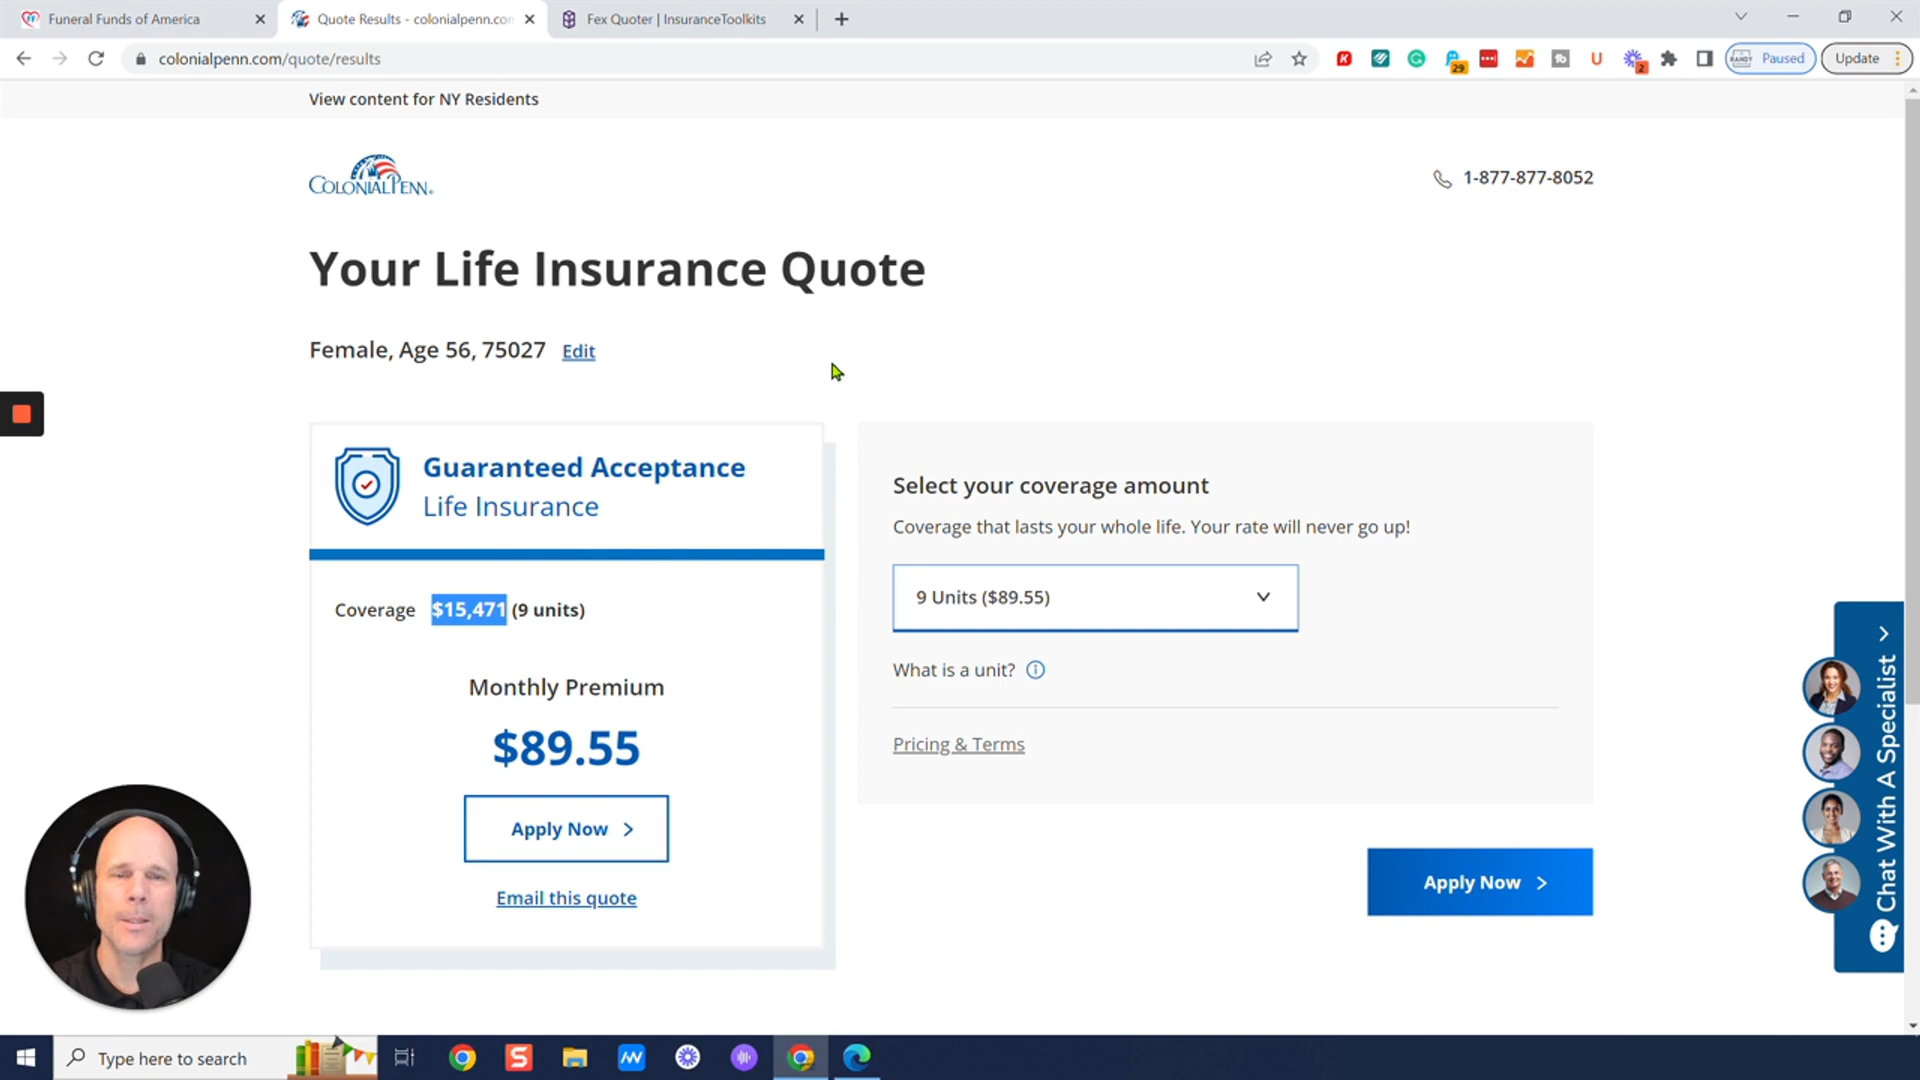 Funeral Funds of America
Quote Results - colonialpenn.con
Fex Quoter | InsuranceToolkits
colonialpenn.com/quote/results
29
2
RANDY
Paused
Update
View content for NY Residents
COLONIALPENN®
1-877-877-8052
Your Life Insurance Quote
Female, Age 56, 75027 Edit
Guaranteed Acceptance
Life Insurance
Coverage $15,471 (9 units)
Monthly Premium
$89.55
Apply Now
Email this quote
Select your coverage amount
Coverage that lasts your whole life. Your rate will never go up!
9 Units ($89.55)
What is a unit?
Pricing & Terms
Apply Now
Chat With A Specialist
Type here to search